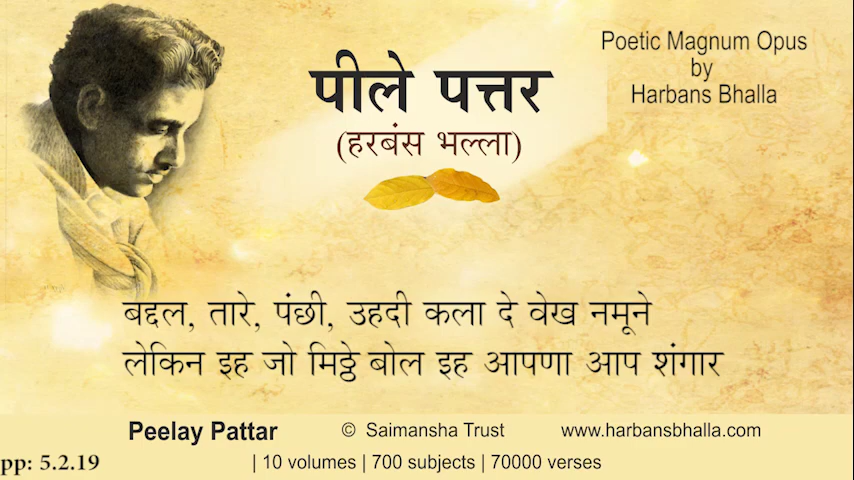 पीले पत्तर
(हरबंस भल्ला)
Poetic Magnum Opus
by
Harbans Bhalla
बद्दल, तारे, पंछी, उहदी कला दे वेख नमूने
लेकिन इह जो मिठ्ठे बोल इह आपणा आप शंगार
Peelay Pattar © Saimansha Trust www.harbansbhalla.com
pp: 5.2.19 | 10 volumes | 700 subjects | 70000 verses